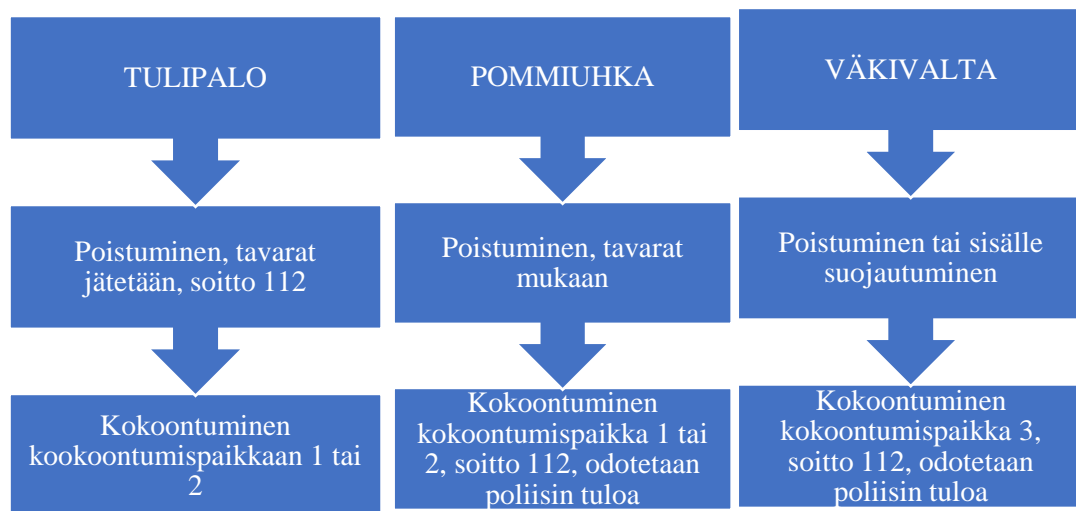 TULIPALO
Poistuminen, tavarat
jätetään, soitto 112
Kokoontuminen
kookoontumispaikkaan 1 tai
2
POMMIUHKA
Poistuminen, tavarat
mukaan
Kokoontuminen
kokoontumispaikka 1 tai
2, soitto 112, odotetaan
poliisin tuloa
VÄKIVALTA
Poistuminen tai sisälle
suojautuminen
Kokoontuminen
kokoontumispaikka 3,
soitto 112, odotetaan
poliisin tuloa